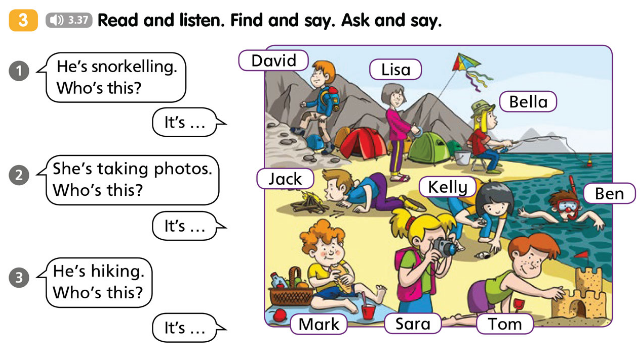 3 3.37 Read and listen. Find and say. Ask and say.
1 He's snorkelling.
Who's this?
It's ...
2 She's taking photos.
Who's this?
It's ...
3 He's hiking.
Who's this?
It's ...
David
Lisa
Bella
Jack
Kelly
Ben
Mark
Sara
Tom